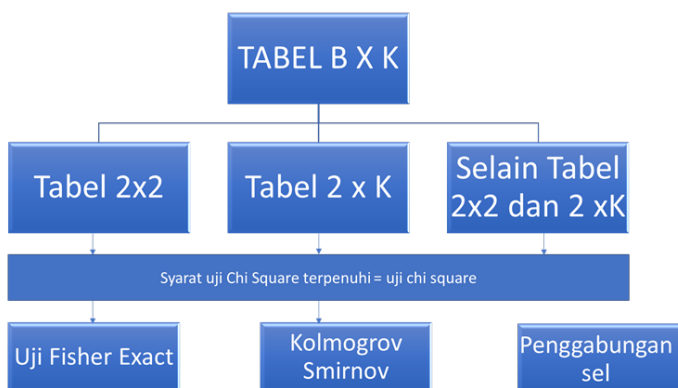 TABEL B X K
Tabel 2x2
Tabel 2 x K
Selain Tabel
2x2 dan 2 xK
Syarat uji Chi Square terpenuhi = uji chi square
Uji Fisher Exact
Kolmogrov
Smirnov
Penggabungan
sel